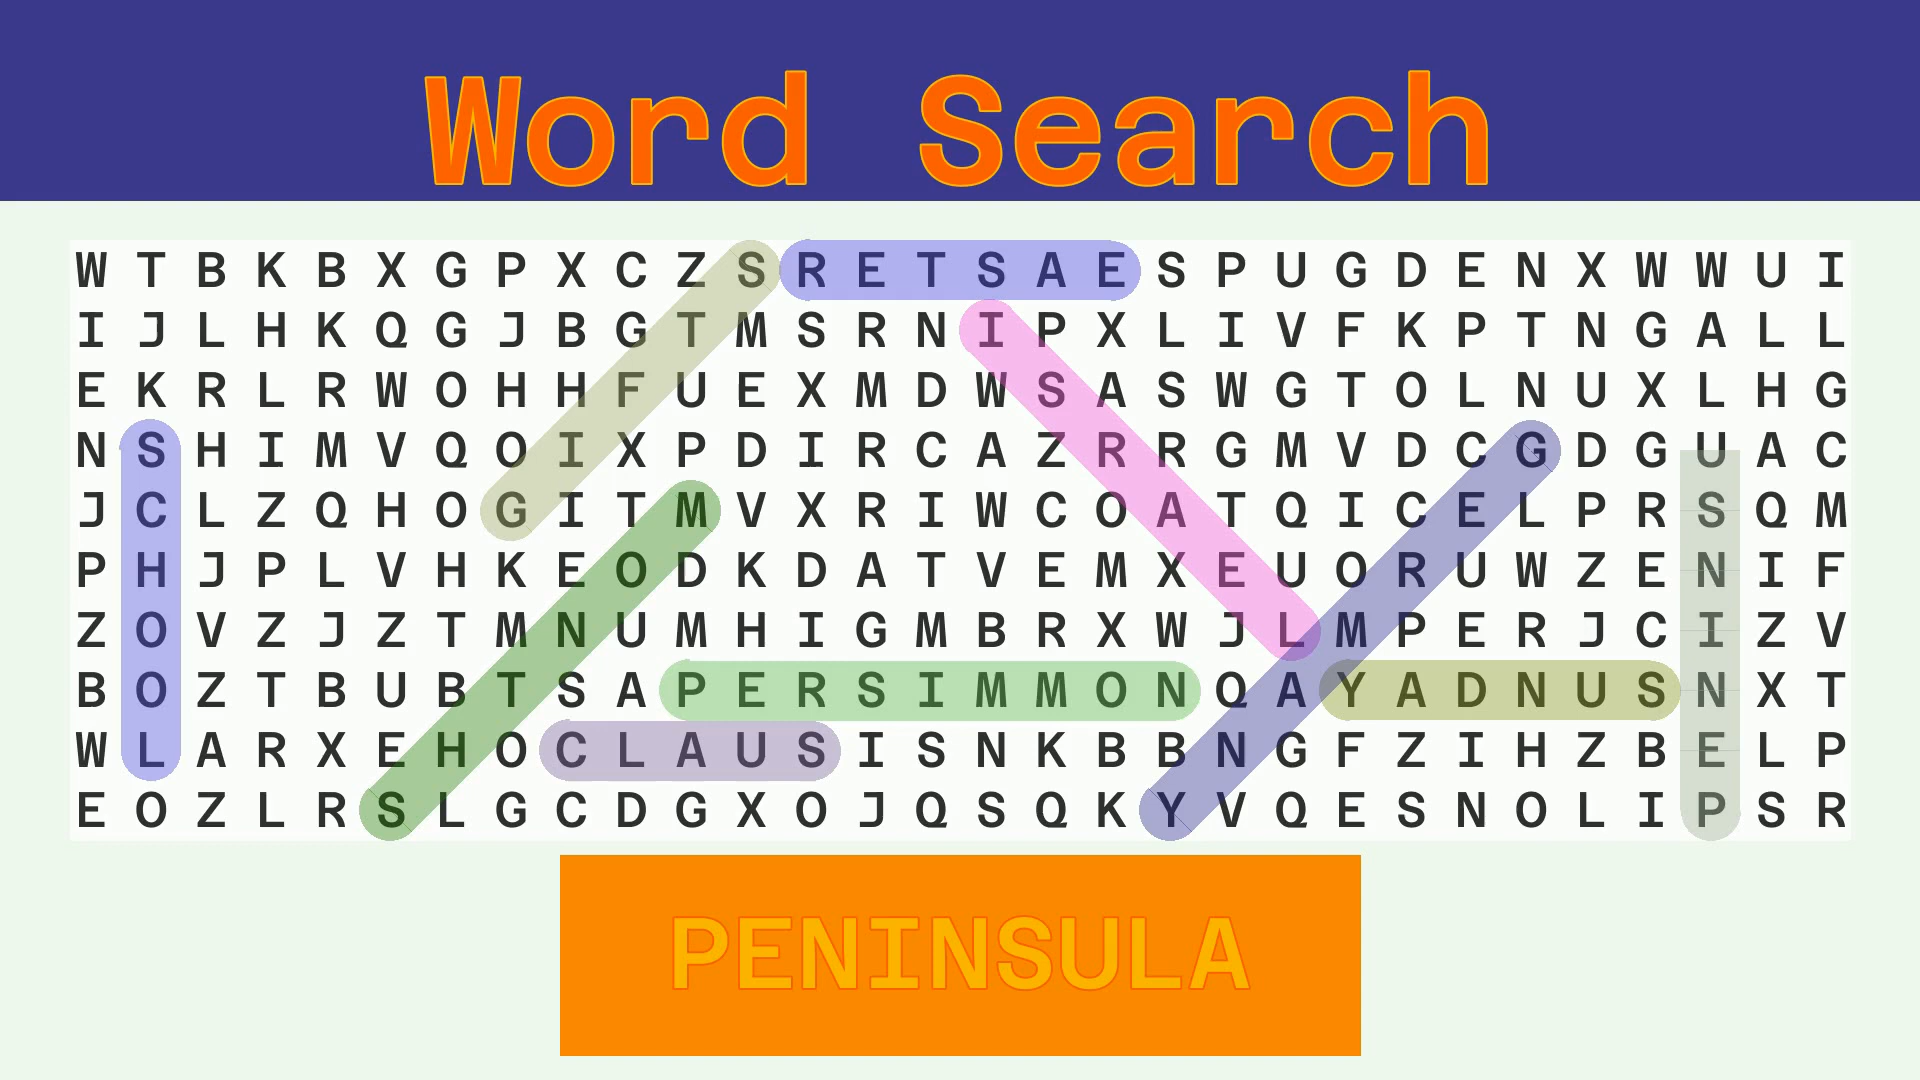 Word Search
W T B K B X G P X C Z S R E T S A E S P U G D E N X W W U I
I J L H K Q G J B G T M S R N I P X L I V F K P T N G A L L
E K R L R W O H H F U E X M D W S A S W G T O L N U X L H G
N S H I M V Q O I X P D I R C A Z R R G M V D C G D G U A C
J C L Z Q H O G I T M V X R I W C O A T Q I C E L P R S Q M
P H J P L V H K E O D K D A T V E M X E U O R U W Z E N I F
Z O V Z J Z T M N U M H I G M B R X W J L M P E R J C I Z V
B O Z T B U B T S A P E R S I M M O N Q A Y A D N U S N X T
W L A R X E H O C L A U S I S N K B B N G F Z I H Z B E L P
E O Z L R S L G C D G X O J Q S Q K Y V Q E S N O L I P S R
PENINSULA